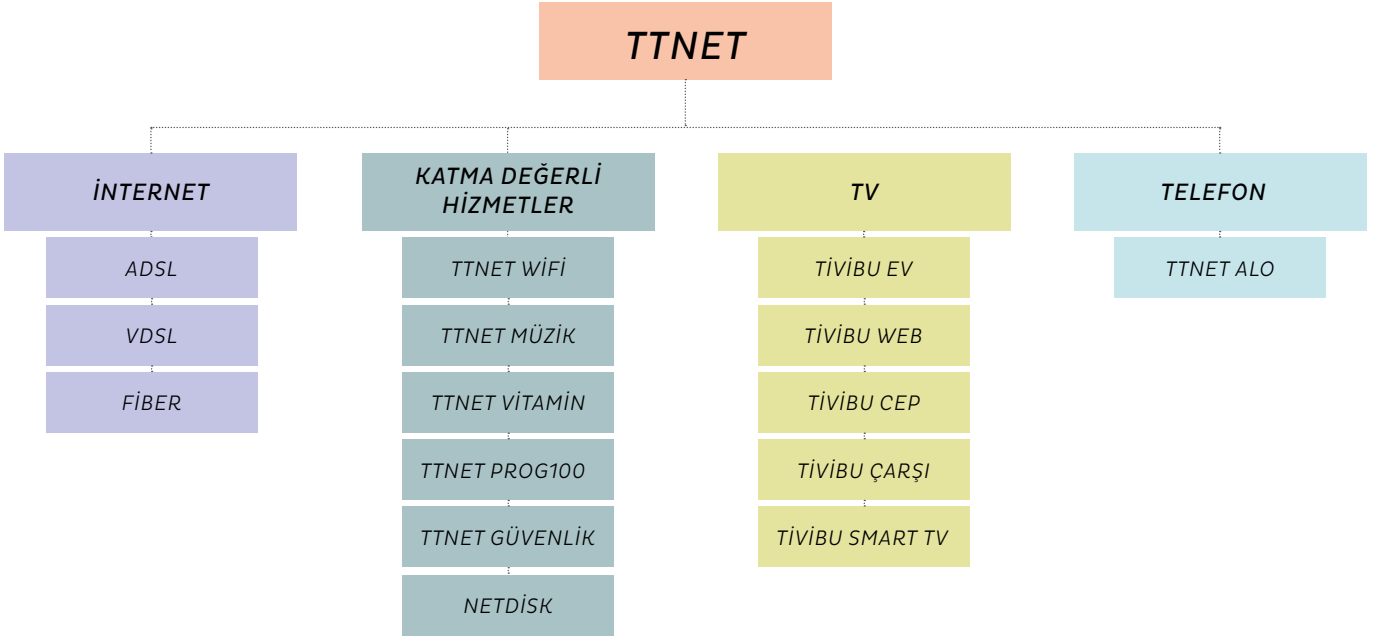 TTNET
İNTERNET
ADSL
VDSL
FİBER
KATMA DEĞERLİ
HİZMETLER
TTNET WİFİ
TTNET MÜZİK
TTNET VİTAMİN
TTNET PROG100
TTNET GÜVENLİK
NETDİSK
TV
TİVİBU EV
TİVİBU WEB
TİVİBU CEP
TİVİBU ÇARŞI
TİVİBU SMART TV
TELEFON
TTNET ALO